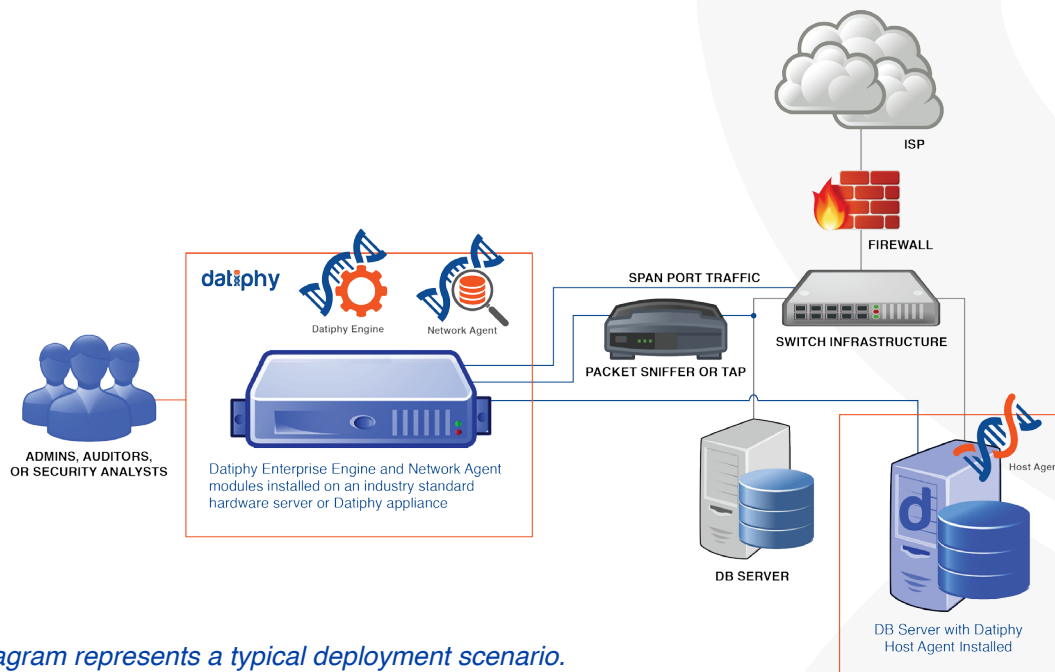 ISP
FIREWALL
SPAN PORT TRAFFIC
SWITCH INFRASTRUCTURE
PACKET SNIFFER OR TAP
datiphy
Datiphy Engine
Network Agent
ADMINS, AUDITORS,
OR SECURITY ANALYSTS
Datiphy Enterprise Engine and Network Agent
modules installed on an industry standard
hardware server or Datiphy appliance
DB SERVER
Host Agen
d
DB Server with Datiphy
Host Agent Installed
agram represents a typical deployment scenario.